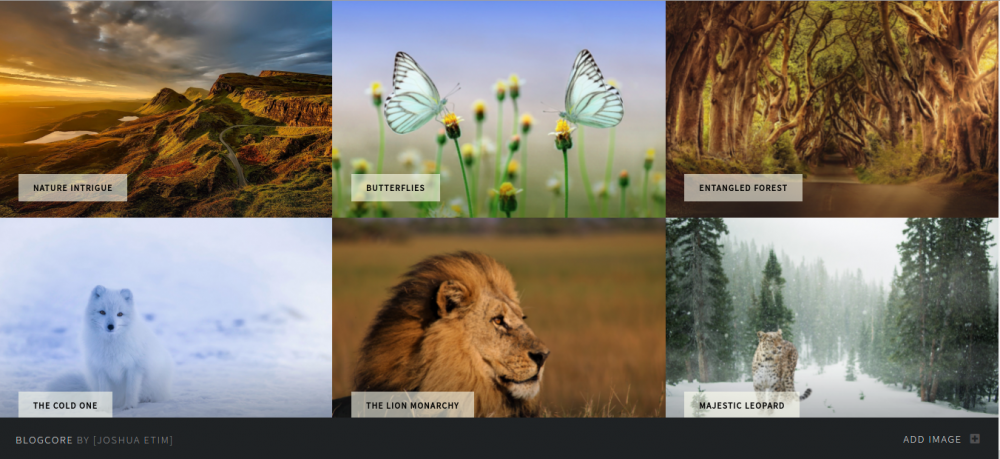 NATURE INTRIGUE
BUTTERFLIES
ENTANGLED FOREST
THE COLD ONE
THE LION MONARCHY
MAJESTIC LEOPARD
BLOGCORE BY [JOSHUA ETIM]
ADD IMAGE